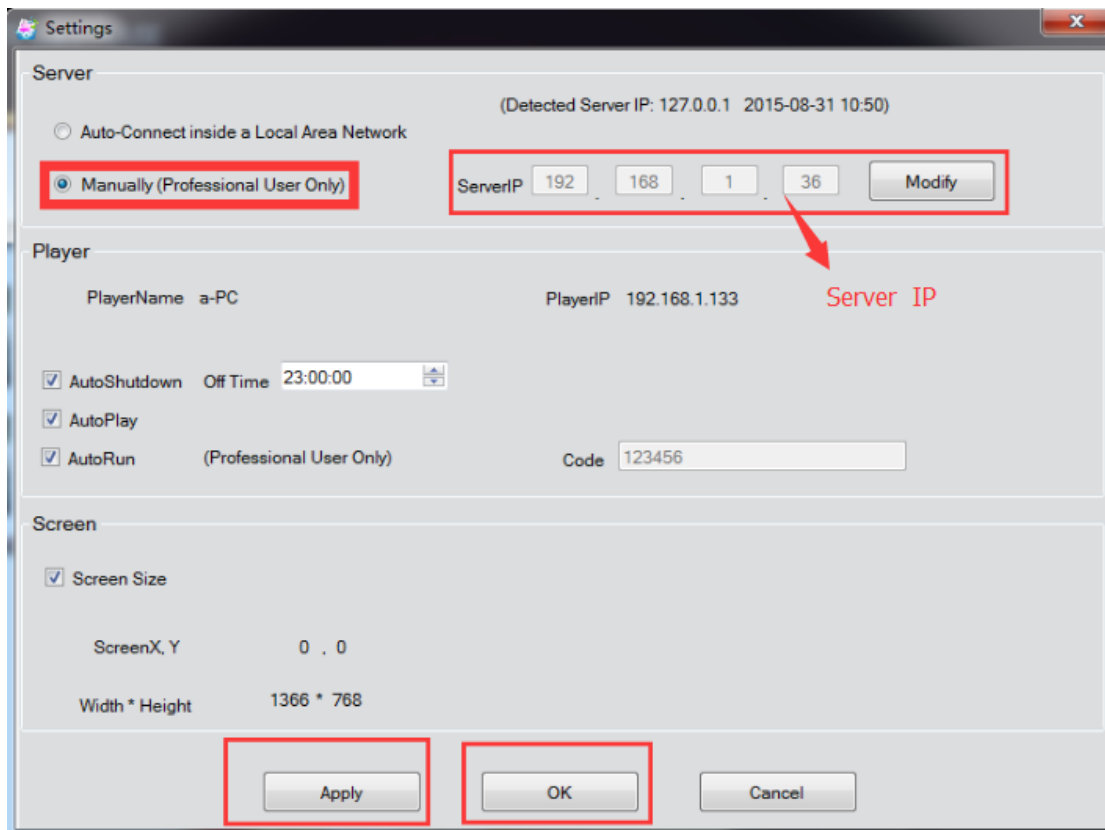 Settings
Server
(Detected Server IP: 127.0.0.1 2015-08-31 10:50)
Auto-Connect inside a Local Area Network
Manually (Professional User Only)
ServerIP 192 . 168 . 1 . 36 Modify
Server IP
Player
PlayerName a-PC
PlayerIP 192.168.1.133
AutoShutdown Off Time 23:00:00
AutoPlay
AutoRun (Professional User Only)
Code 123456
Screen
Screen Size
ScreenX, Y 0 , 0
Width * Height 1366 * 768
Apply OK Cancel